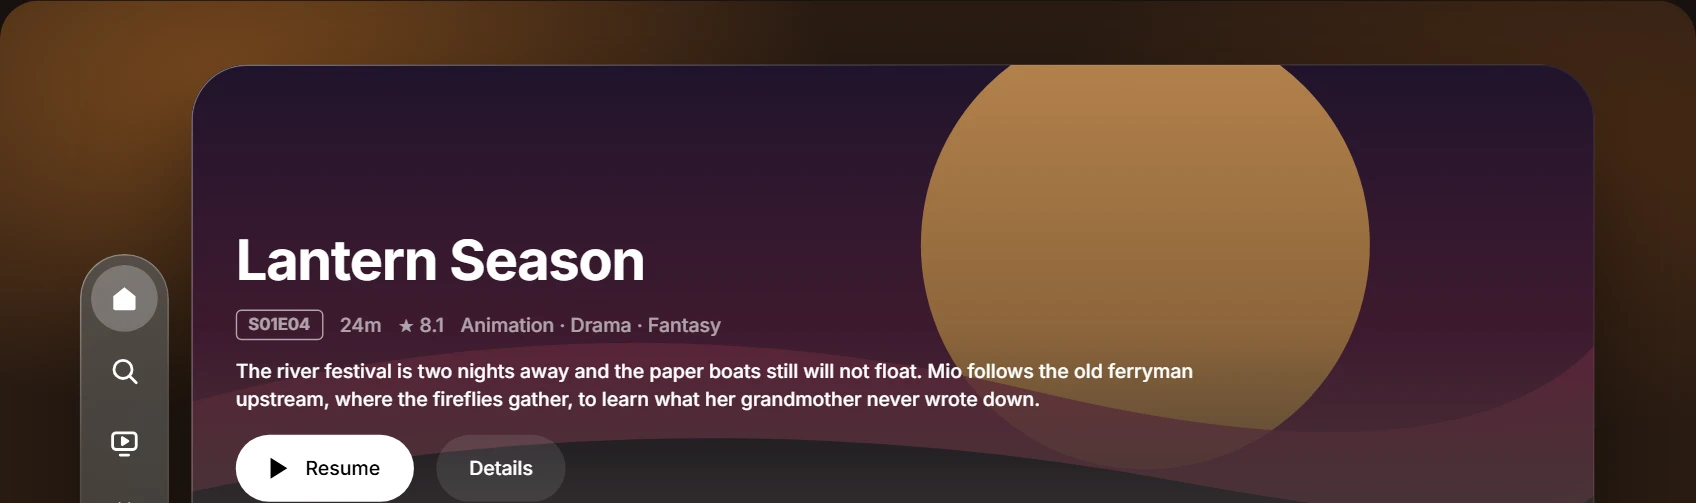 Lantern Season
S01E04 24m ★ 8.1 Animation · Drama · Fantasy
The river festival is two nights away and the paper boats still will not float. Mio follows the old ferryman
upstream, where the fireflies gather, to learn what her grandmother never wrote down.
Resume Details